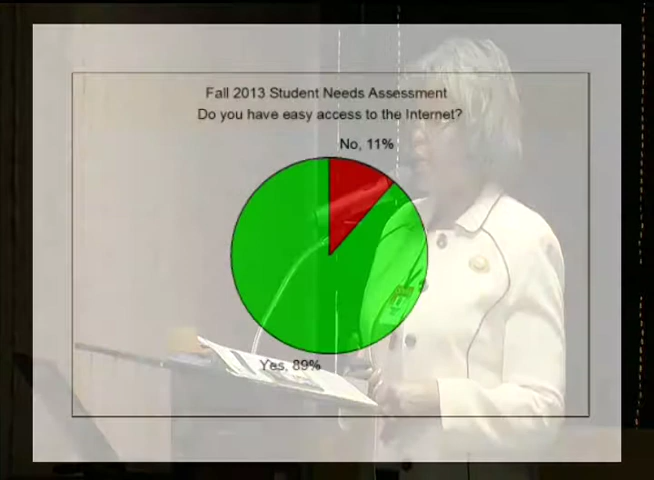 Fall 2013 Student Needs Assessment
Do you have easy access to the Internet?
No, 11%
Yes, 89%